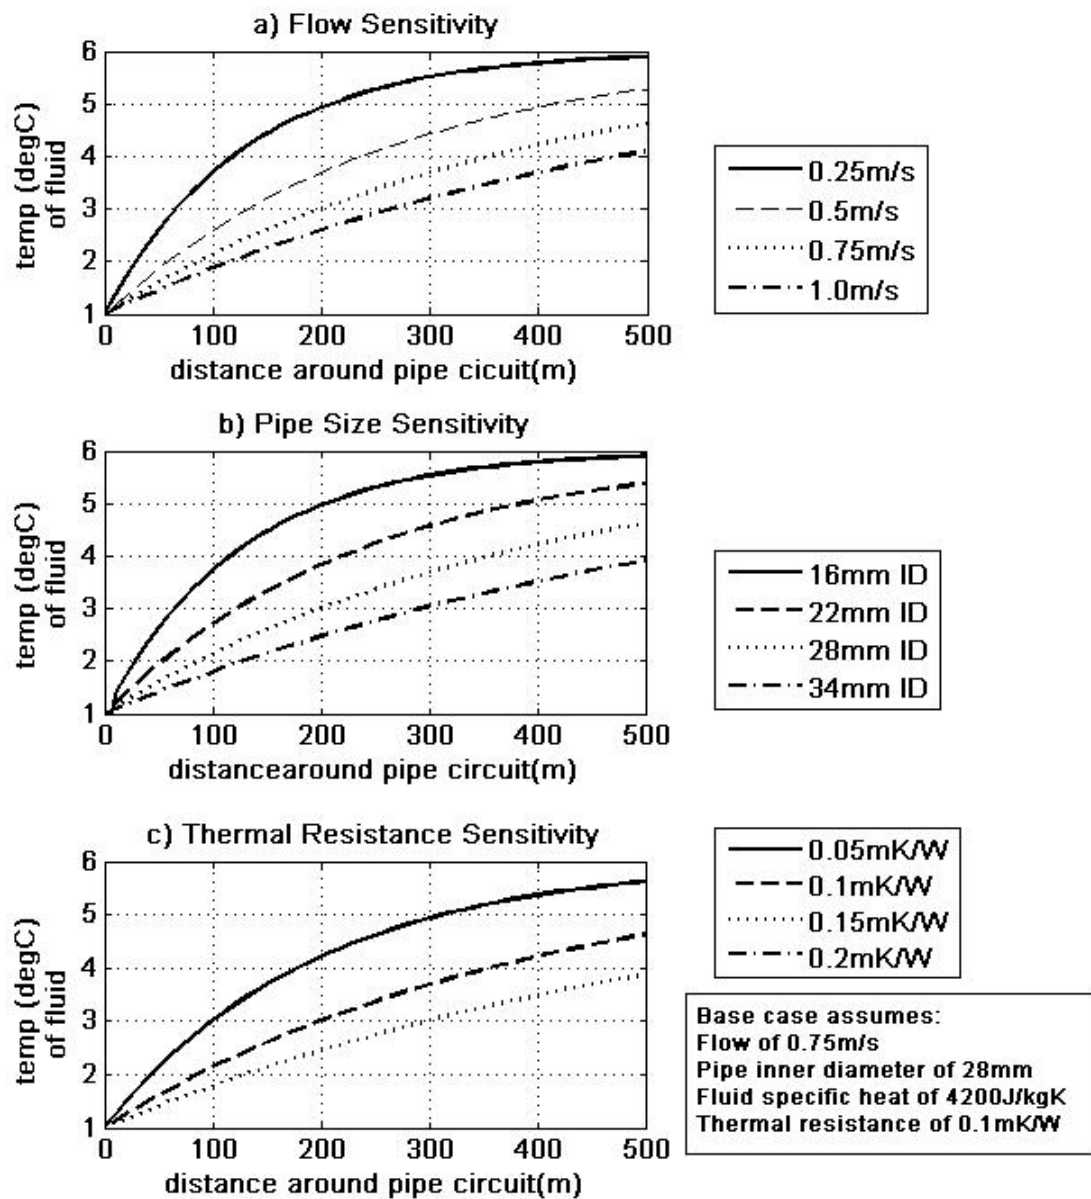 a) Flow Sensitivity
6
5
4
3
2
1
0 100 200 300 400 500
temp (degC)
of fluid
distance around pipe cicuit(m)
0.25m/s
0.5m/s
0.75m/s
1.0m/s
b) Pipe Size Sensitivity
6
5
4
3
2
1
0 100 200 300 400 500
temp (degC)
of fluid
distancearound pipe circuit(m)
16mm ID
22mm ID
28mm ID
34mm ID
c) Thermal Resistance Sensitivity
6
5
4
3
2
1
0 100 200 300 400 500
temp (degC)
of fluid
distance around pipe circuit(m)
0.05mK/W
0.1mK/W
0.15mK/W
0.2mK/W
Base case assumes:
Flow of 0.75m/s
Pipe inner diameter of 28mm
Fluid specific heat of 4200J/kgK
Thermal resistance of 0.1mK/W